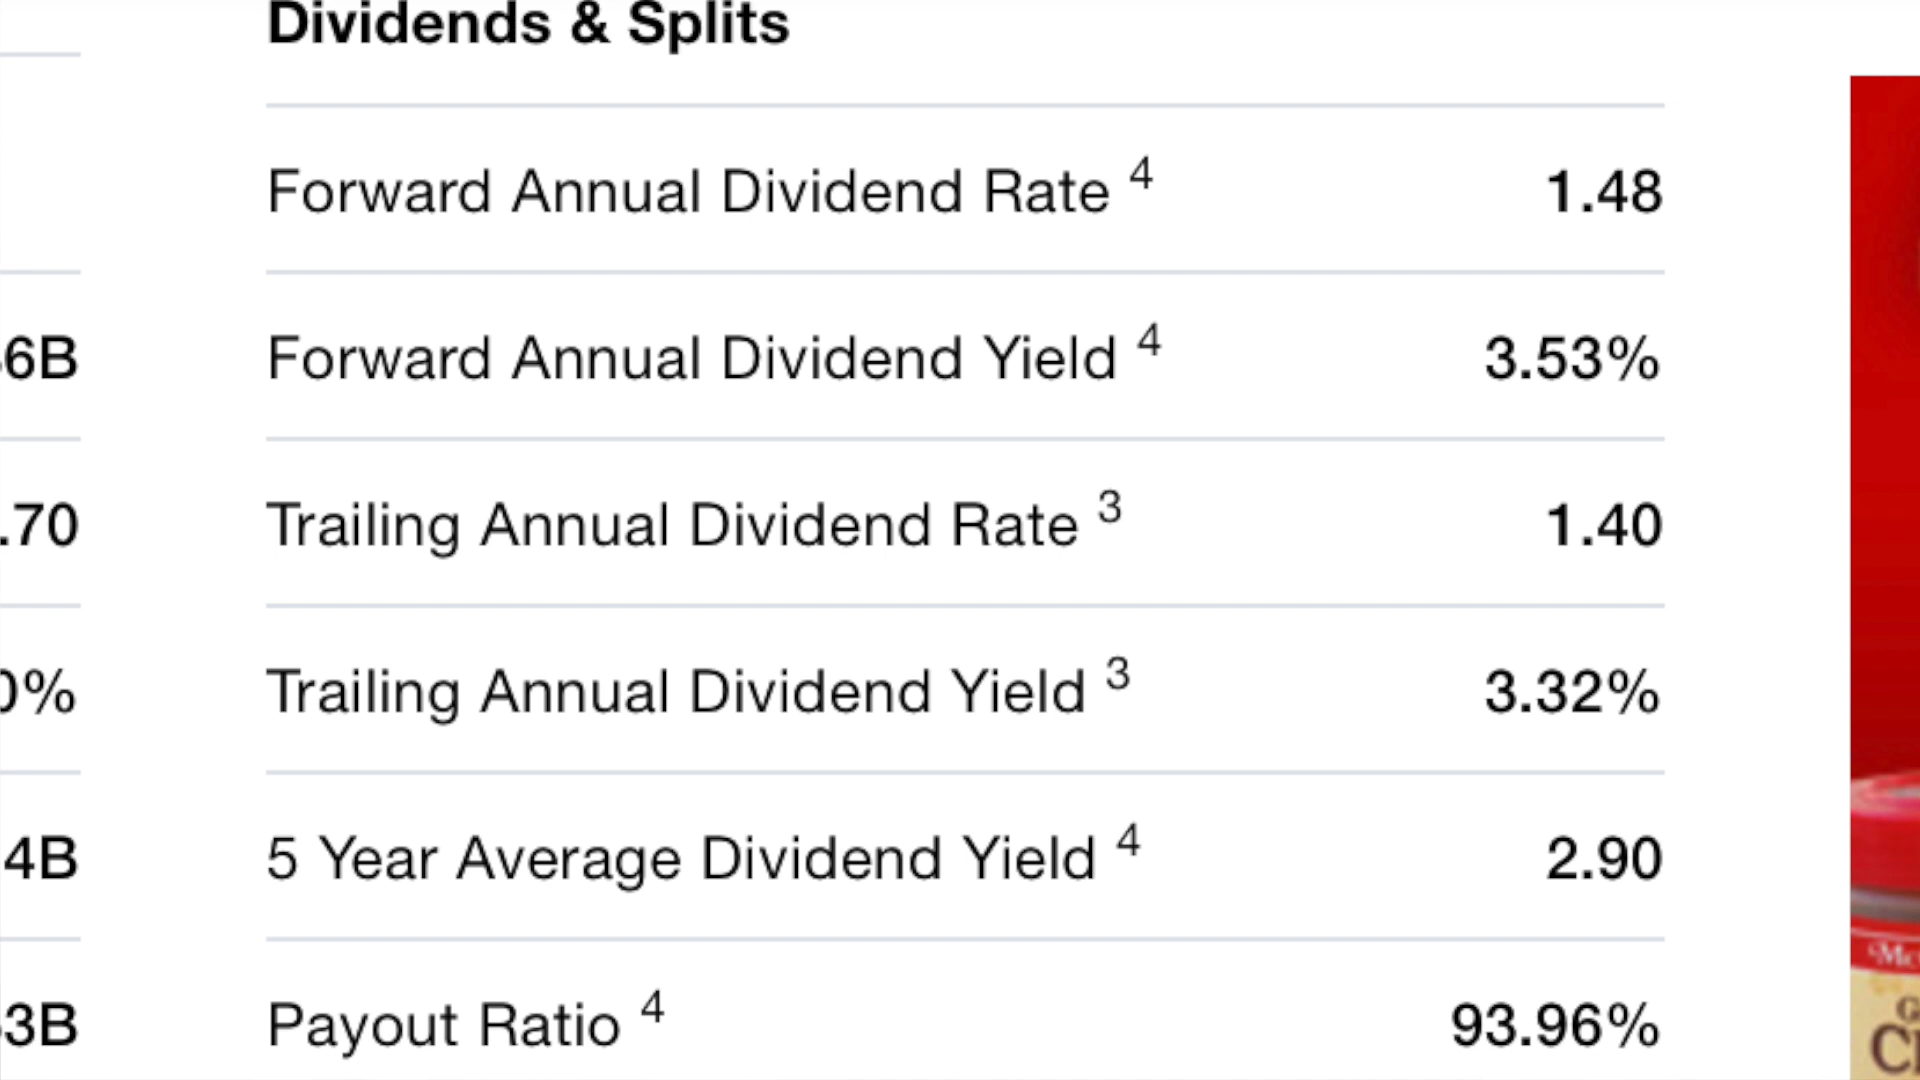 Dividends & Splits
Forward Annual Dividend Rate 4 1.48
6B Forward Annual Dividend Yield 4 3.53%
.70 Trailing Annual Dividend Rate 3 1.40
0% Trailing Annual Dividend Yield 3 3.32%
4B 5 Year Average Dividend Yield 4 2.90
3B Payout Ratio 4 93.96%